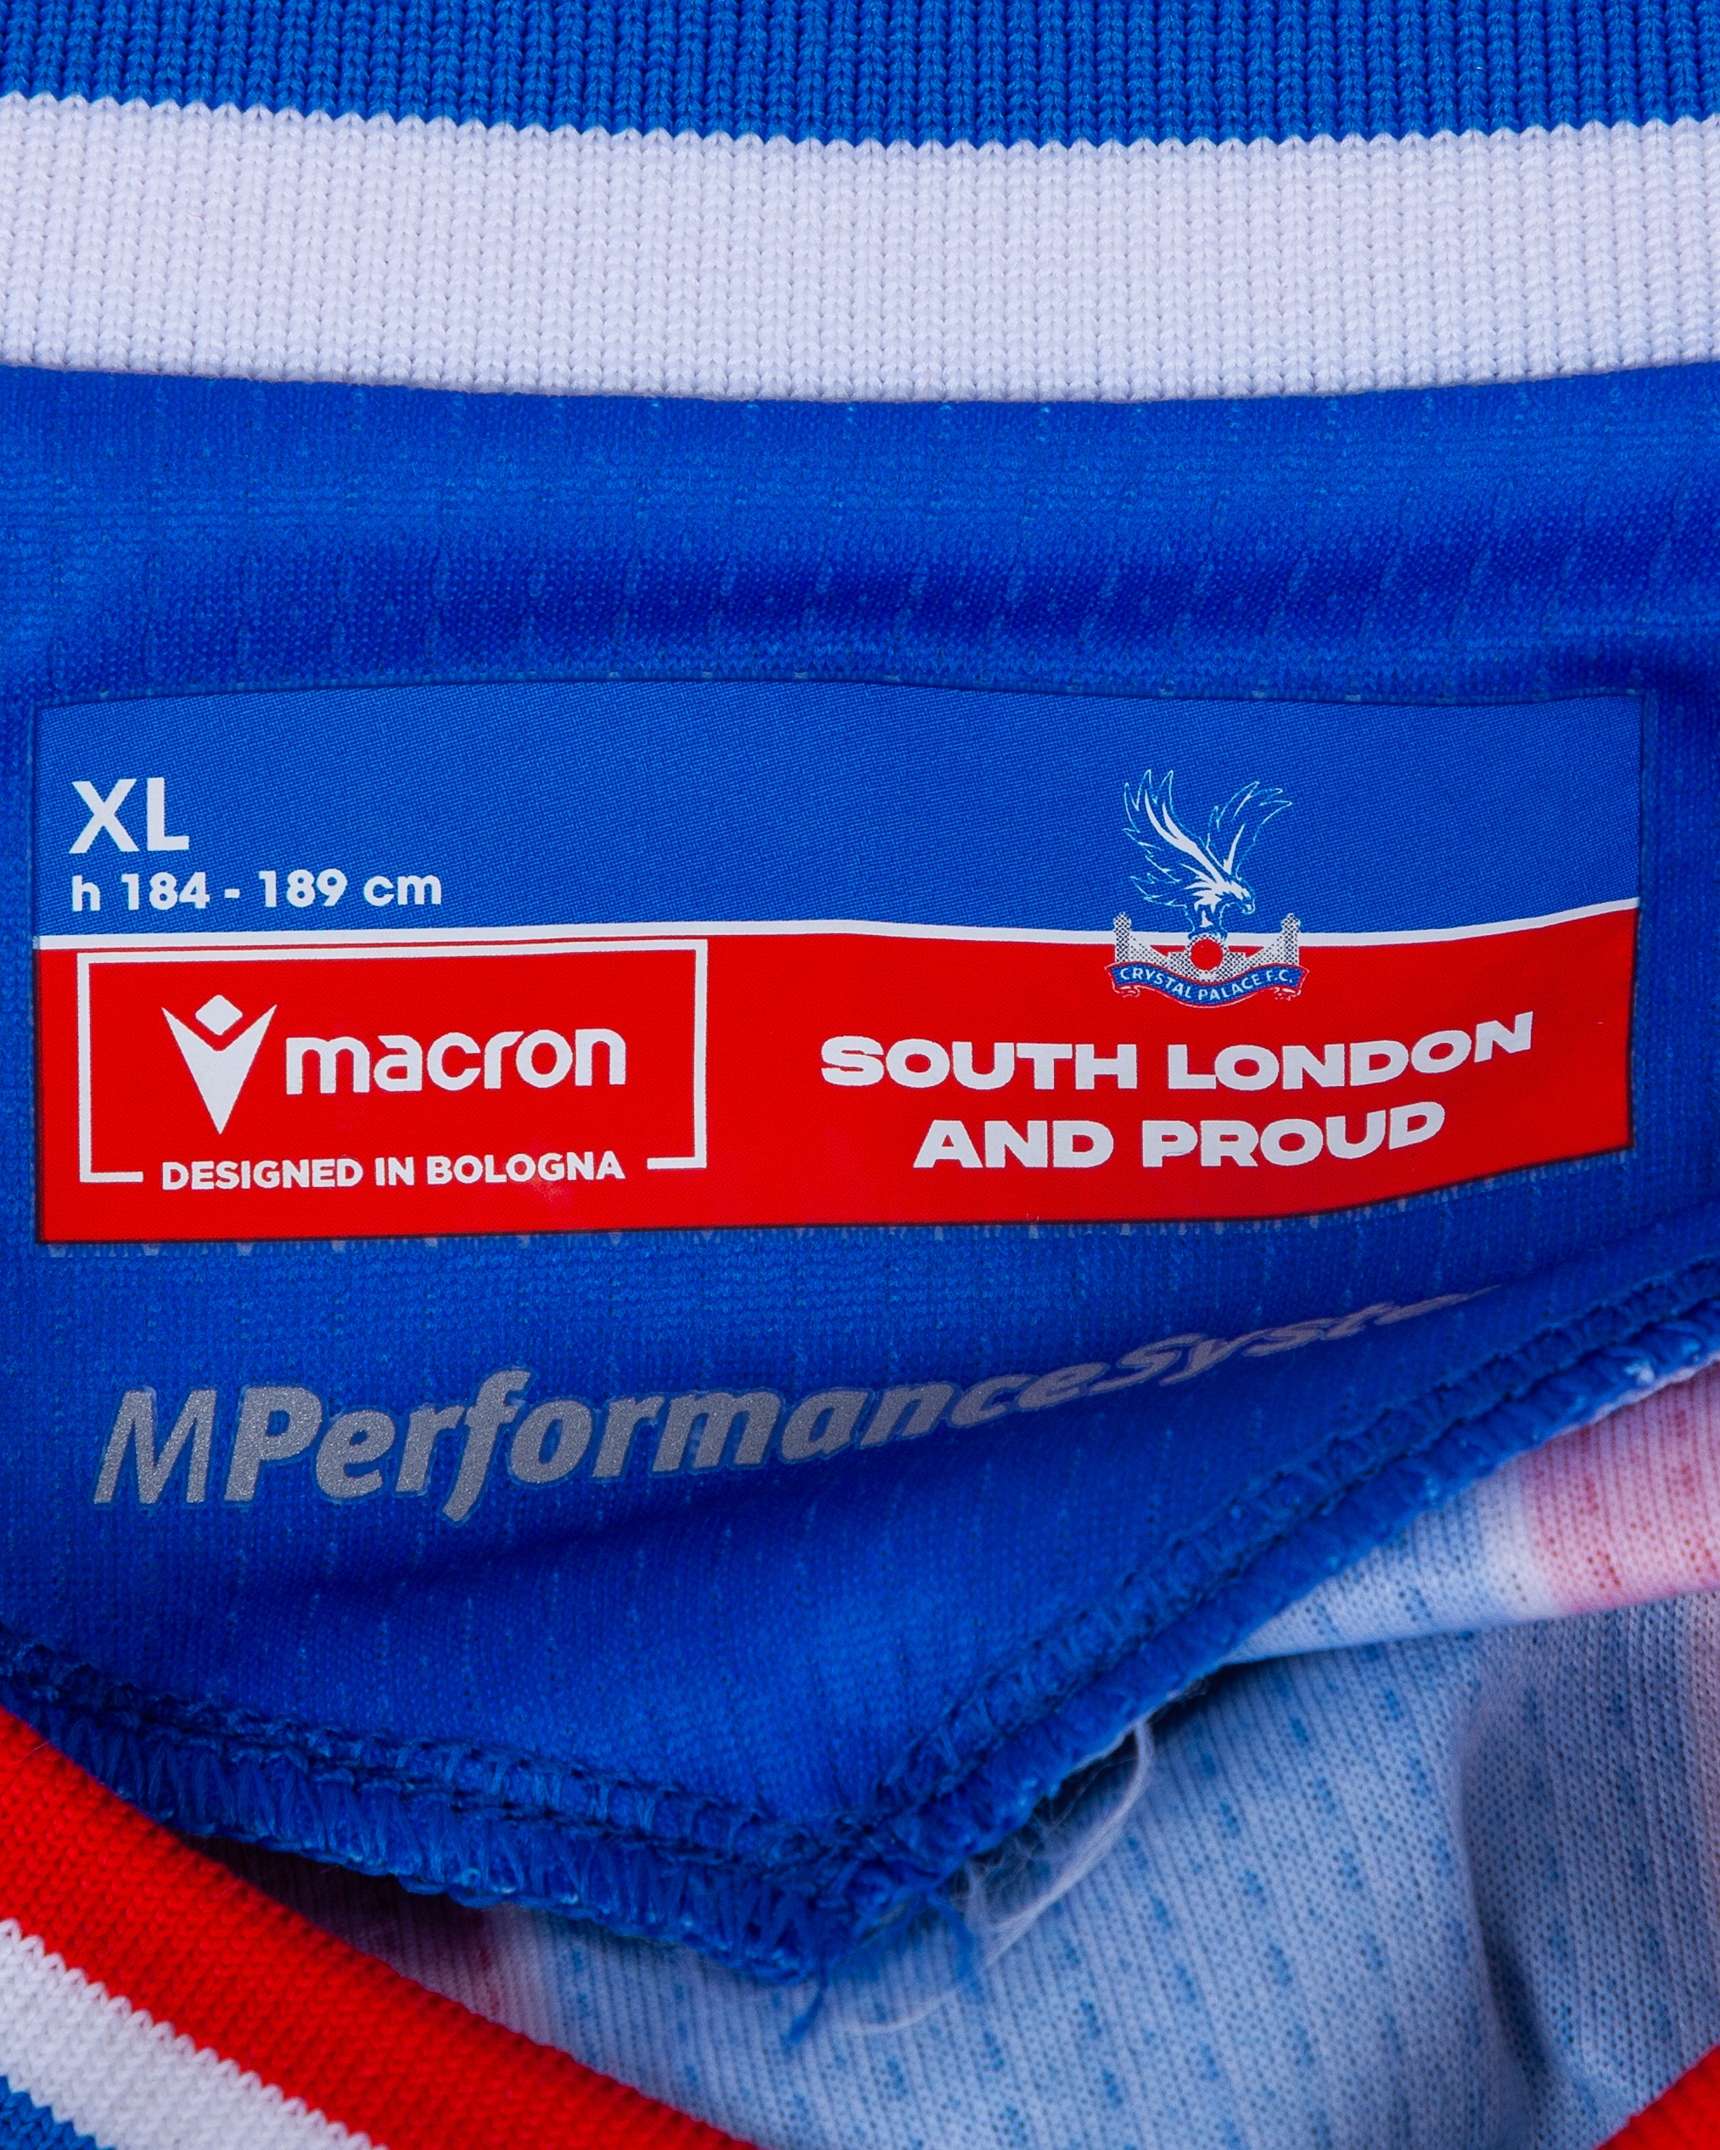 XL
h 184 - 189 cm
CRYSTAL PALACE F.C.
macron
DESIGNED IN BOLOGNA
SOUTH LONDON
AND PROUD